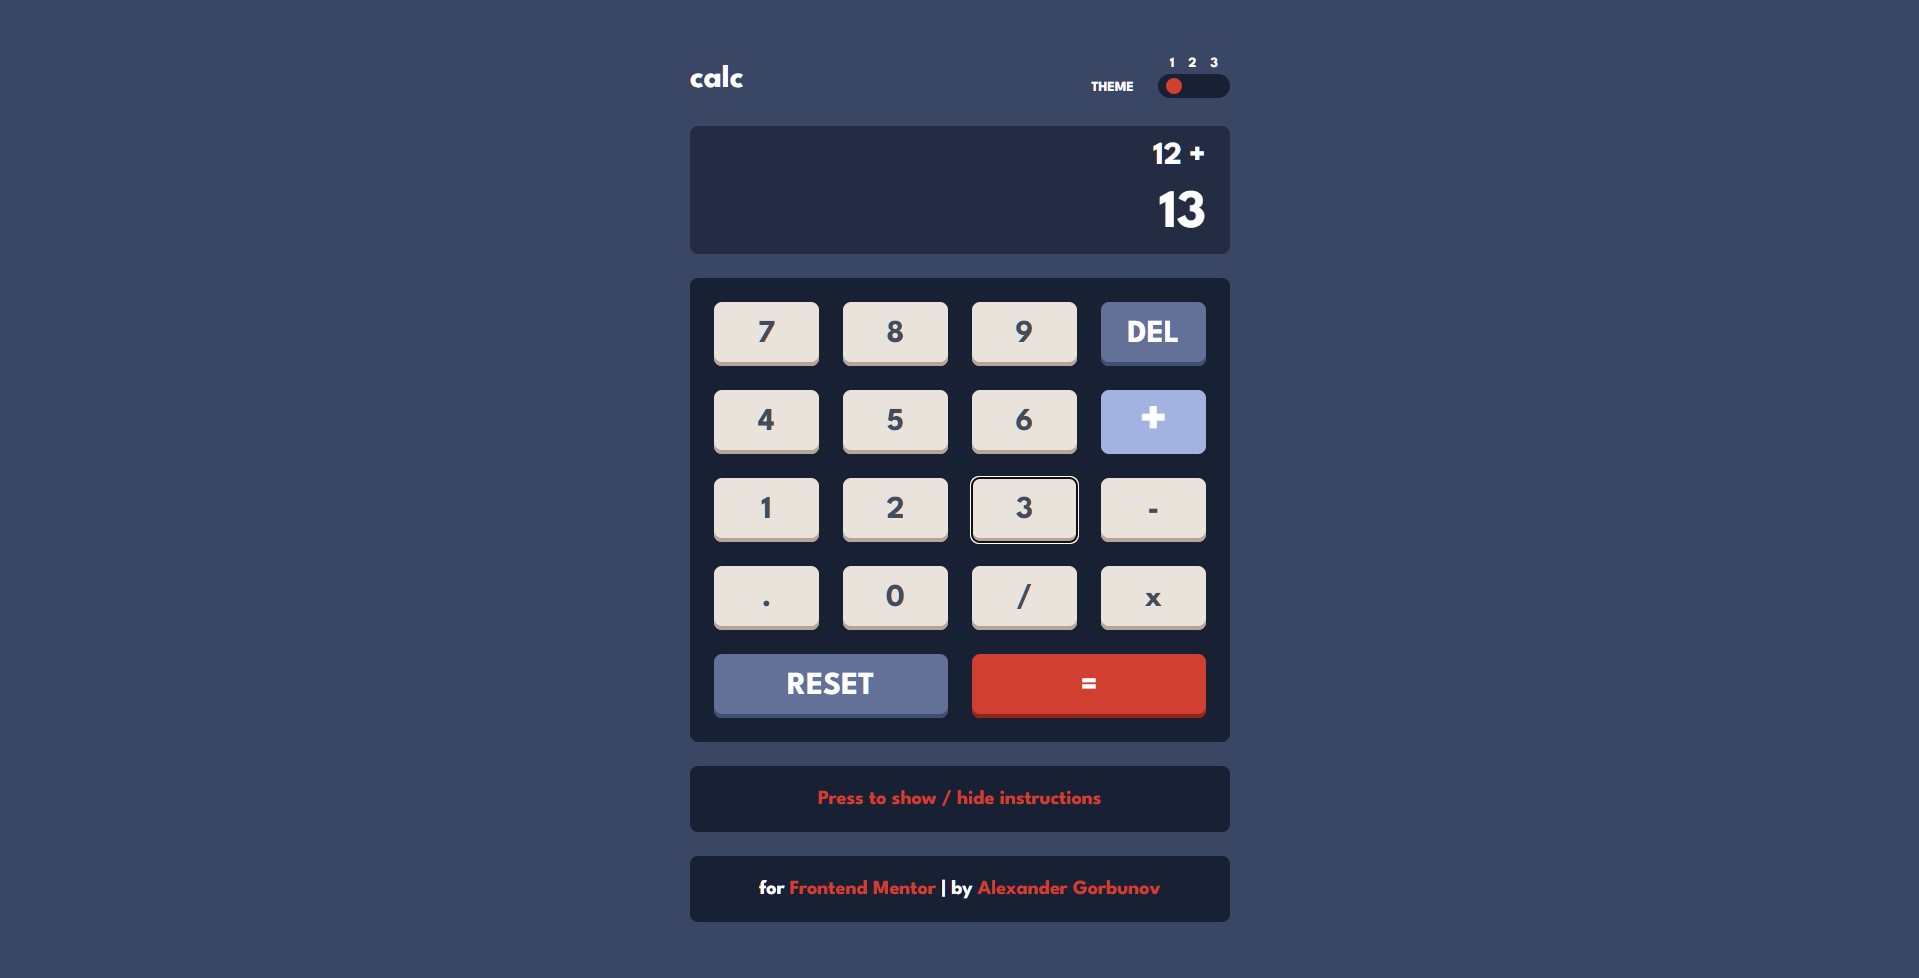 calc
1 2 3
THEME
12 +
13
7 8 9 DEL
4 5 6 +
1 2 3 -
. 0 / x
RESET =
Press to show / hide instructions
for Frontend Mentor | by Alexander Gorbunov